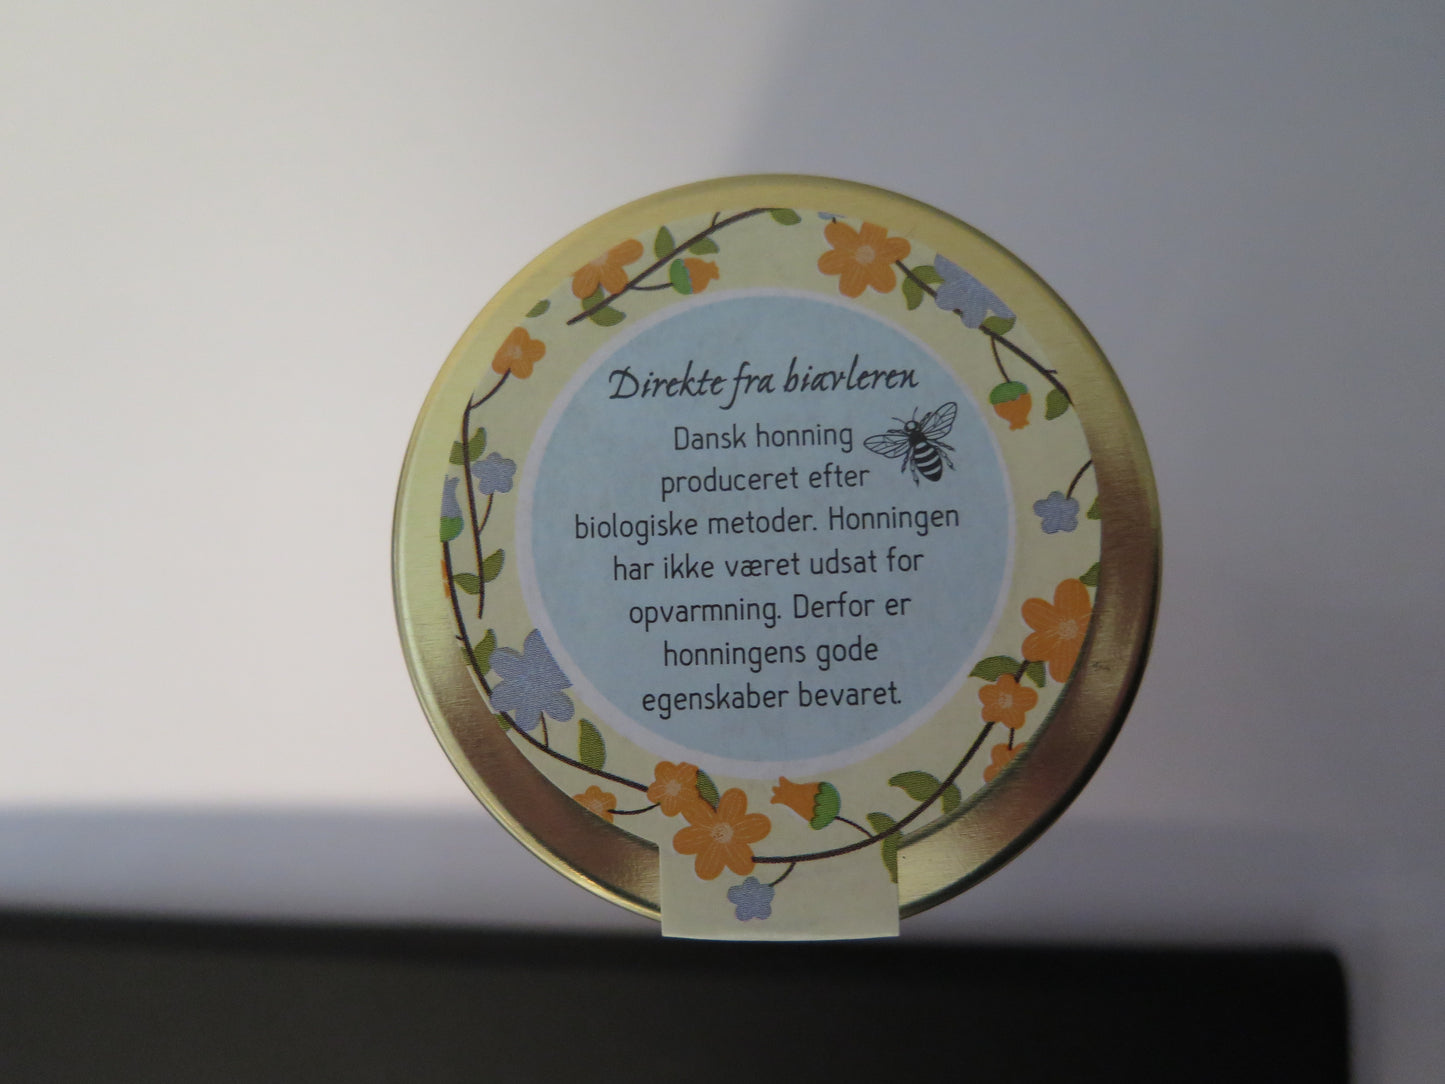 Direkte fra biavleren
Dansk honning
produceret efter
biologiske metoder. Honningen
har ikke været udsat for
opvarmning. Derfor er
honningens gode
egenskaber bevaret.